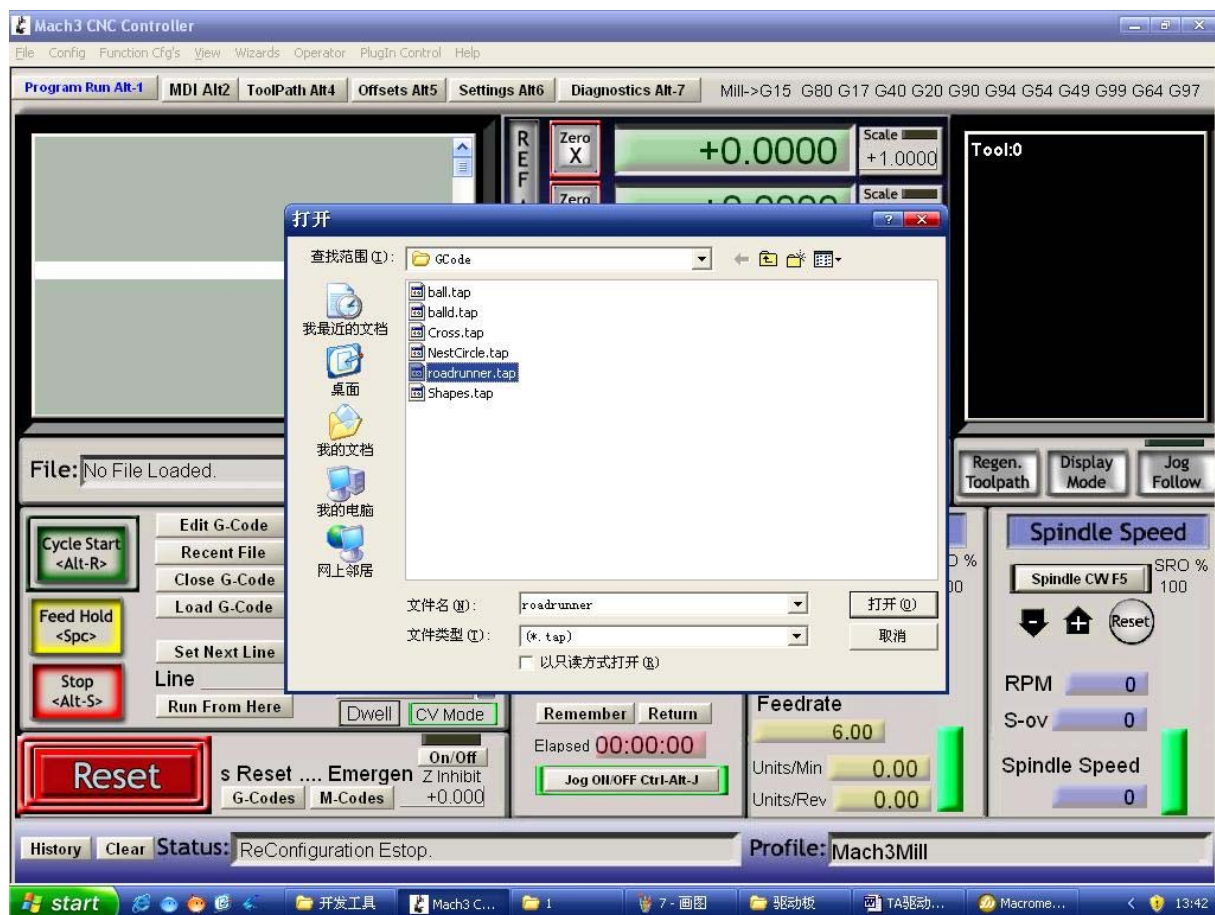 Mach3 CNC Controller
File Config Function Cfg's View Wizards Operator PlugIn Control Help
Program Run Alt-1 MDI Alt2 ToolPath Alt4 Offsets Alt5 Settings Alt6 Diagnostics Alt-7 Mill->G15 G80 G17 G40 G20 G90 G94 G54 G49 G99 G64 G97
REF
Zero X
+0.0000
Scale
+1.0000
Tool:0
Zero
Scale
打开
查找范围(I):
GCode
我最近的文档
桌面
我的文档
我的电脑
网上邻居
ball.tap
balld.tap
Cross.tap
NestCircle.tap
roadrunner.tap
Shapes.tap
文件名(N):
roadrunner
打开(O)
文件类型(T):
(*.tap)
取消
以只读方式打开(R)
File: No File Loaded.
Regen. Toolpath
Display Mode
Jog Follow
Cycle Start
<Alt-R>
Feed Hold
<Spc>
Stop
<Alt-S>
Edit G-Code
Recent File
Close G-Code
Load G-Code
Set Next Line
Line
Run From Here
Dwell
CV Mode
Reset
s Reset .... Emergen
G-Codes
M-Codes
On/Off
Z Inhibit
+0.000
Remember
Return
Elapsed 00:00:00
Jog ON/OFF Ctrl-Alt-J
Feedrate
6.00
Units/Min 0.00
Units/Rev 0.00
Spindle Speed
Spindle CW F5
SRO %
100
Reset
RPM 0
S-ov 0
Spindle Speed
0
History
Clear
Status: ReConfiguration Estop.
Profile: Mach3Mill
start
开发工具
Mach3 C...
1
7 - 画图
驱动板
TA驱动...
Macrome...
13:42